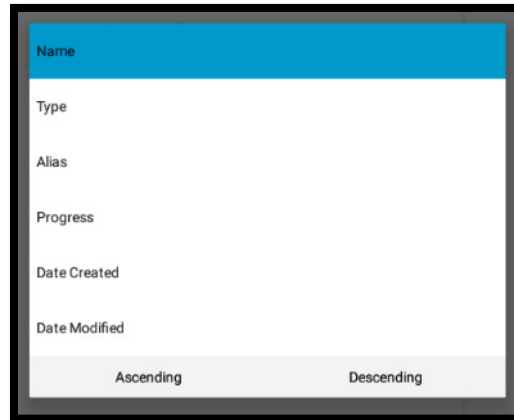 Name
Type
Alias
Progress
Date Created
Date Modified
Ascending Descending